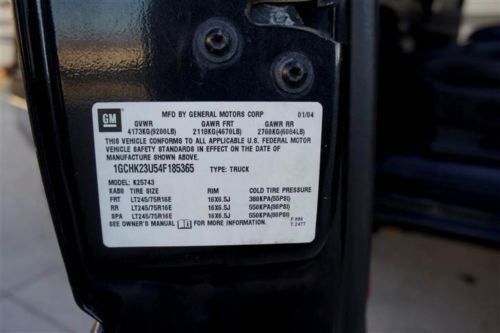 GM
MFD BY GENERAL MOTORS CORP 01/04
GVWR GAWR FRT GAWR RR
4173KG(9200LB) 2118KG(4670LB) 2760KG(6084LB)
THIS VEHICLE CONFORMS TO ALL APPLICABLE U.S. FEDERAL MOTOR
VEHICLE SAFETY STANDARDS IN EFFECT ON THE DATE OF
MANUFACTURE SHOWN ABOVE.
1GCHK23U54F185365 TYPE: TRUCK
MODEL: K25743
TIRE SIZE RIM COLD TIRE PRESSURE
FRT LT245/75R16E 16X6.5J 380KPA(55PSI)
RR LT245/75R16E 16X6.5J 550KPA(80PSI)
SPA LT245/75R16E 16X6.5J 550KPA(80PSI)
SEE OWNER'S MANUAL FOR MORE INFORMATION.